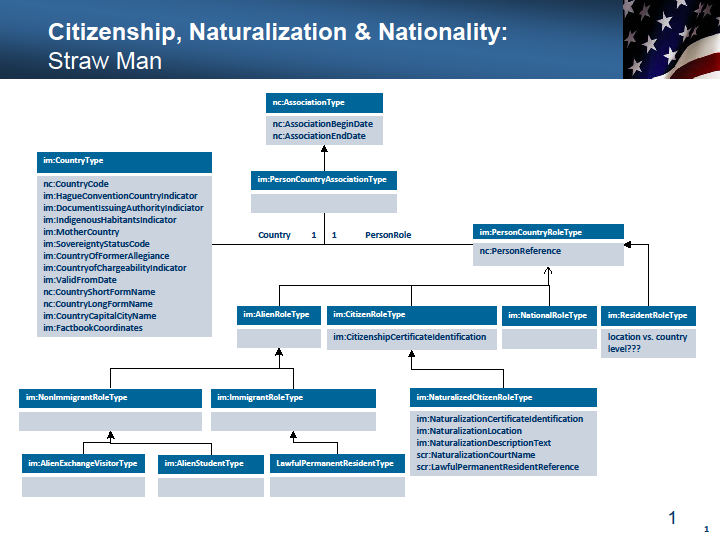 Citizenship, Naturalization & Nationality:
Straw Man
nc:AssociationType
nc:AssociationBeginDate
nc:AssociationEndDate
im:CountryType
nc:CountryCode
im:HagueConventionCountryIndicator
im:DocumentIssuingAuthorityIndiciator
im:IndigenousHabitantsIndicator
im:MotherCountry
im:SovereigntyStatusCode
im:CountryOfFormerAllegiance
im:CountryofChargeabilityIndicator
im:ValidFromDate
nc:CountryShortFormName
nc:CountryLongFormName
im:CountryCapitalCityName
im:FactbookCoordinates
im:PersonCountryAssociationType
Country 1 1 PersonRole
im:PersonCountryRoleType
nc:PersonReference
im:AlienRoleType
im:CitizenRoleType
im:CitizenshipCertificateIdentification
im:NationalRoleType
im:ResidentRoleType
location vs. country
level???
im:NonImmigrantRoleType
im:ImmigrantRoleType
im:NaturalizedCItizenRoleType
im:NaturalizationCertificateIdentification
im:NaturalizationLocation
im:NaturalizationDescriptionText
scr:NaturalizationCourtName
scr:LawfulPermanentResidentReference
im:AlienExchangeVisitorType
im:AlienStudentType
LawfulPermanentResidentType
1
1